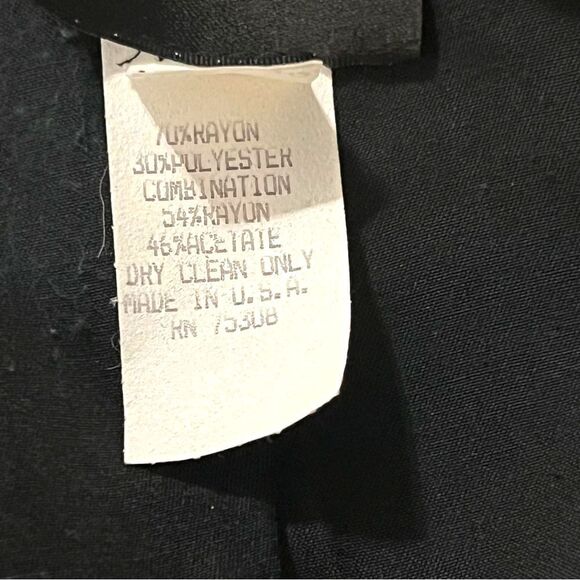 70%RAYON
30%POLYESTER
COMBINATION
54%RAYON
46%ACETATE
DRY CLEAN ONLY
MADE IN U.S.A.
RN 75308